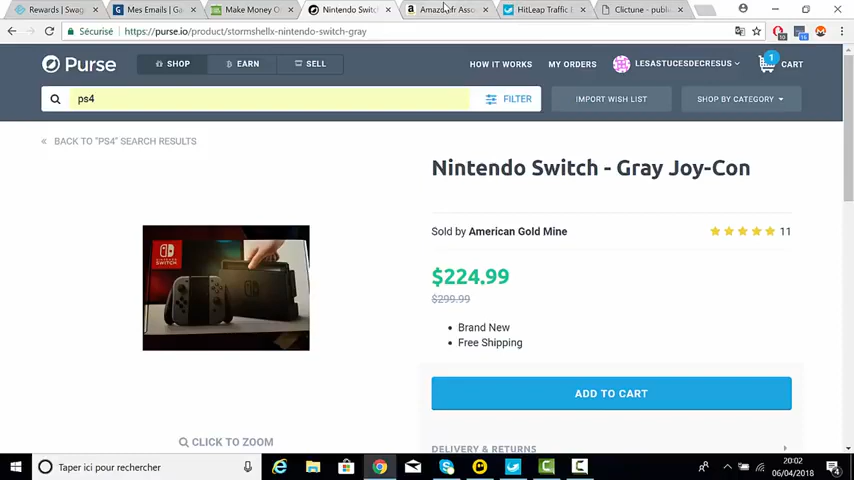 Rewards | Swag
Mes Emails | Ga
Make Money O
Nintendo Switc
Amazon.fr Asso
HitLeap Traffic E
Clictune - public
Sécurisé
https://purse.io/product/stormshellx-nintendo-switch-gray
Purse
SHOP
EARN
SELL
HOW IT WORKS
MY ORDERS
LESASTUCESDECRESUS
1
CART
ps4
FILTER
IMPORT WISH LIST
SHOP BY CATEGORY
« BACK TO "PS4" SEARCH RESULTS
Nintendo Switch - Gray Joy-Con
Sold by American Gold Mine
11
$224.99
$299.99
• Brand New
• Free Shipping
ADD TO CART
CLICK TO ZOOM
DELIVERY & RETURNS
Taper ici pour rechercher
20:02
06/04/2018